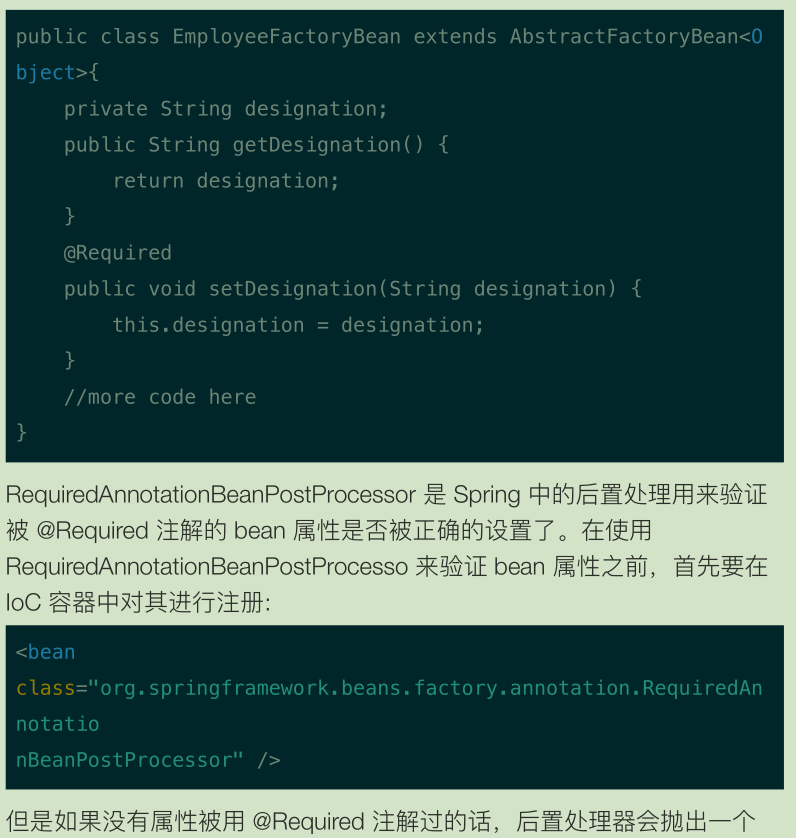 public class EmployeeFactoryBean extends AbstractFactoryBean<O
bject>{
    private String designation;
    public String getDesignation() {
        return designation;
    }
    @Required
    public void setDesignation(String designation) {
        this.designation = designation;
    }
    //more code here
}
RequiredAnnotationBeanPostProcessor 是 Spring 中的后置处理用来验证
被 @Required 注解的 bean 属性是否被正确的设置了。在使用
RequiredAnnotationBeanPostProcesso 来验证 bean 属性之前，首先要在
IoC 容器中对其进行注册:
<bean
class="org.springframework.beans.factory.annotation.RequiredAn
notatio
nBeanPostProcessor" />
但是如果没有属性被用 @Required 注解过的话，后置处理器会抛出一个